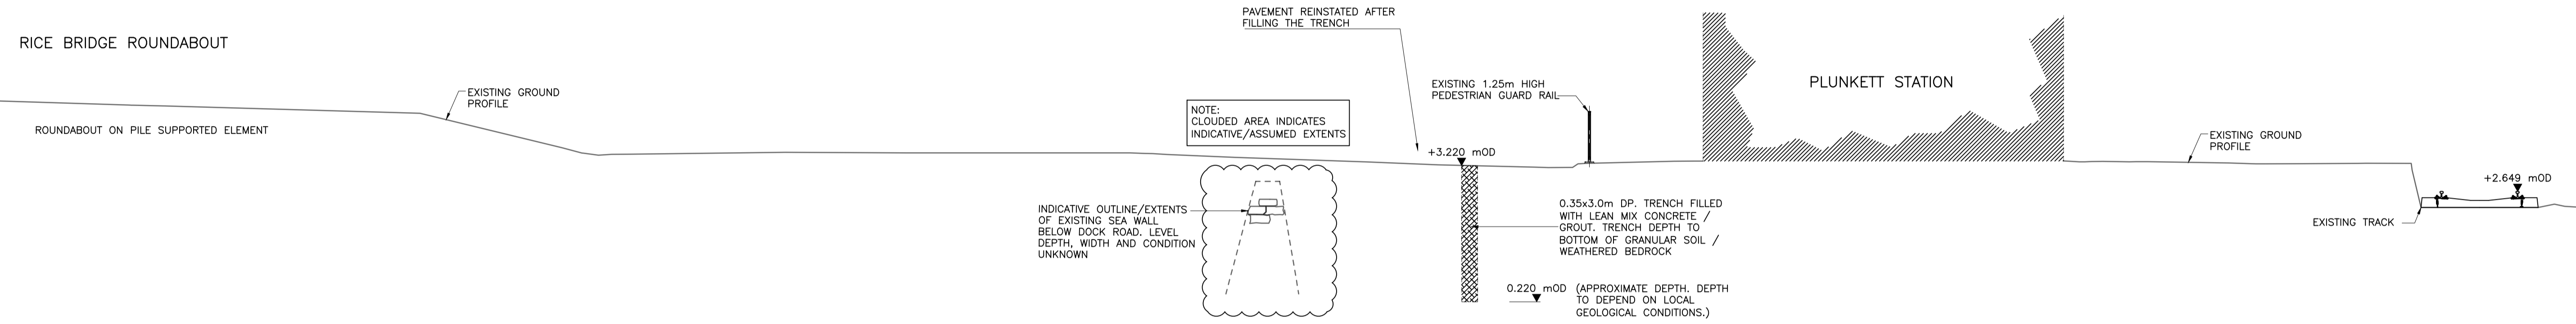 RICE BRIDGE ROUNDABOUT
EXISTING GROUND
PROFILE
ROUNDABOUT ON PILE SUPPORTED ELEMENT
PAVEMENT REINSTATED AFTER
FILLING THE TRENCH
NOTE:
CLOUDED AREA INDICATES
INDICATIVE/ASSUMED EXTENTS
EXISTING 1.25m HIGH
PEDESTRIAN GUARD RAIL
+3.220 mOD
INDICATIVE OUTLINE/EXTENTS
OF EXISTING SEA WALL
BELOW DOCK ROAD. LEVEL
DEPTH, WIDTH AND CONDITION
UNKNOWN
0.35x3.0m DP. TRENCH FILLED
WITH LEAN MIX CONCRETE /
GROUT. TRENCH DEPTH TO
BOTTOM OF GRANULAR SOIL /
WEATHERED BEDROCK
0.220 mOD (APPROXIMATE DEPTH. DEPTH
TO DEPEND ON LOCAL
GEOLOGICAL CONDITIONS.)
PLUNKETT STATION
EXISTING GROUND
PROFILE
+2.649 mOD
EXISTING TRACK